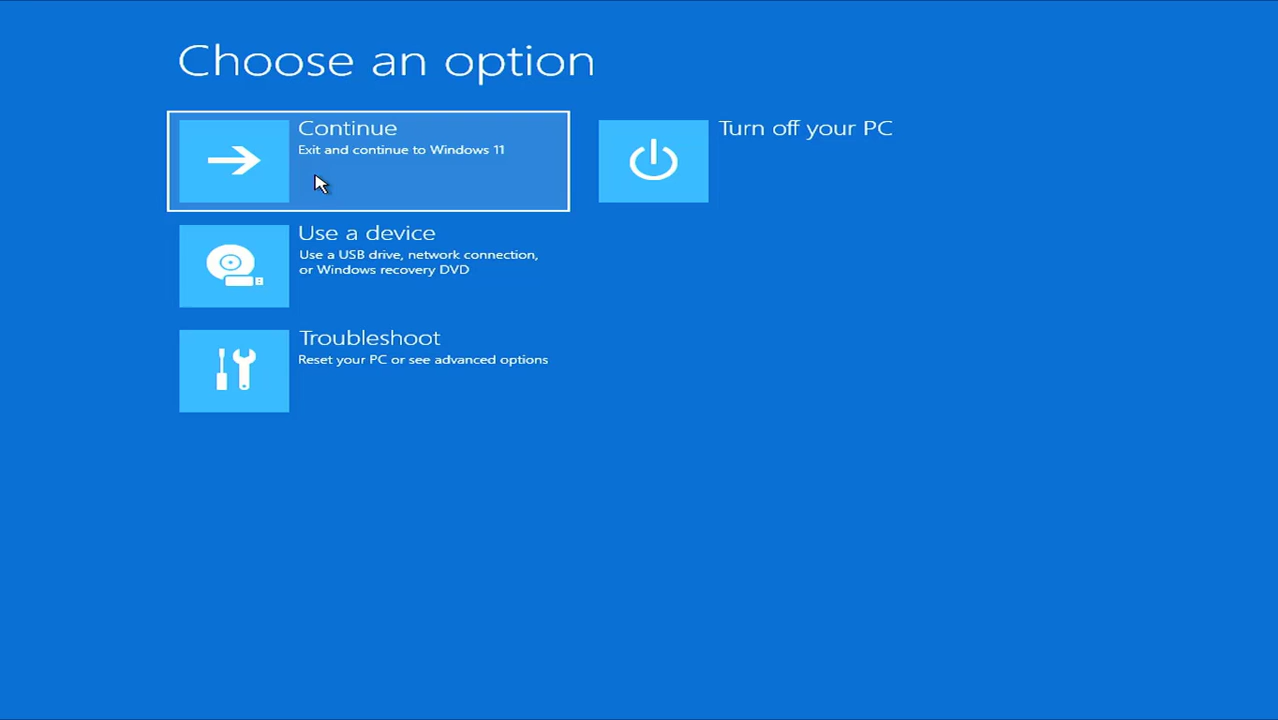 Choose an option
Continue
Exit and continue to Windows 11
Turn off your PC
Use a device
Use a USB drive, network connection,
or Windows recovery DVD
Troubleshoot
Reset your PC or see advanced options